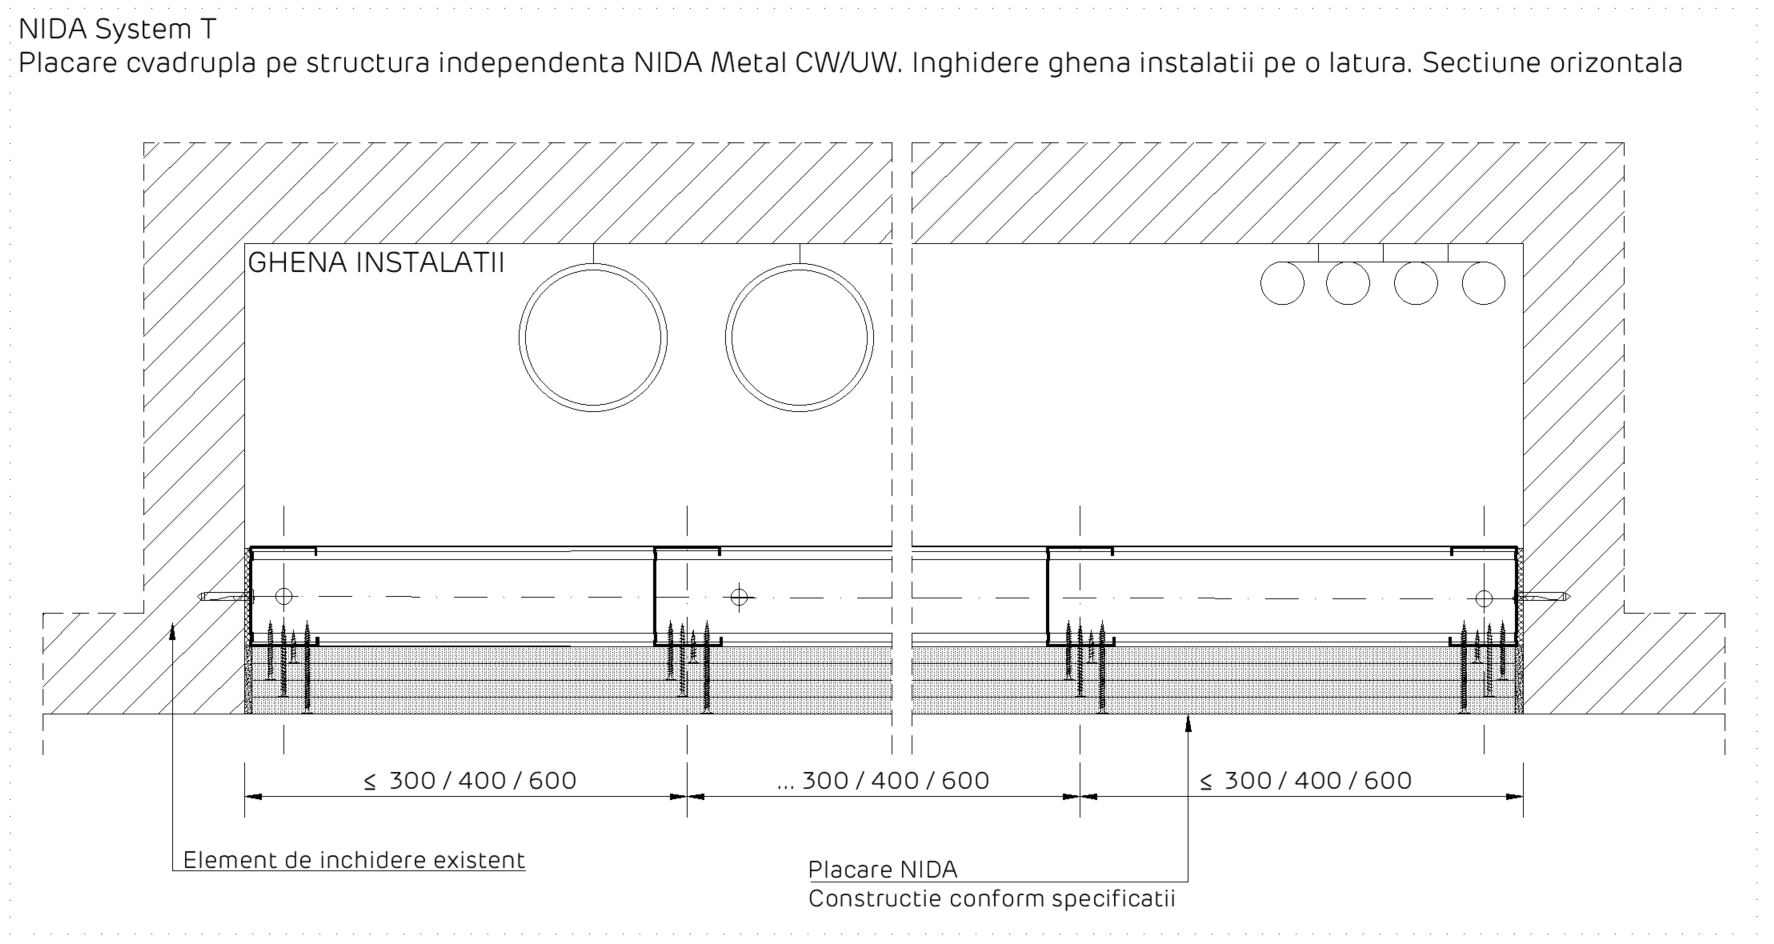 NIDA System T
Placare cvadrupla pe structura independenta NIDA Metal CW/UW. Inghidere ghena instalatii pe o latura. Sectiune orizontala
GHENA INSTALATII
≤ 300 / 400 / 600
... 300 / 400 / 600
≤ 300 / 400 / 600
Element de inchidere existent
Placare NIDA
Constructie conform specificatii